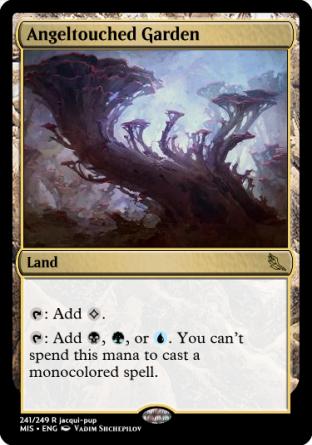 Angeltouched Garden
Land
: Add .
: Add , , or . You can't
spend this mana to cast a
monocolored spell.
241/249 R jacqui-pup
MIS • ENG Vadim Shchepilov